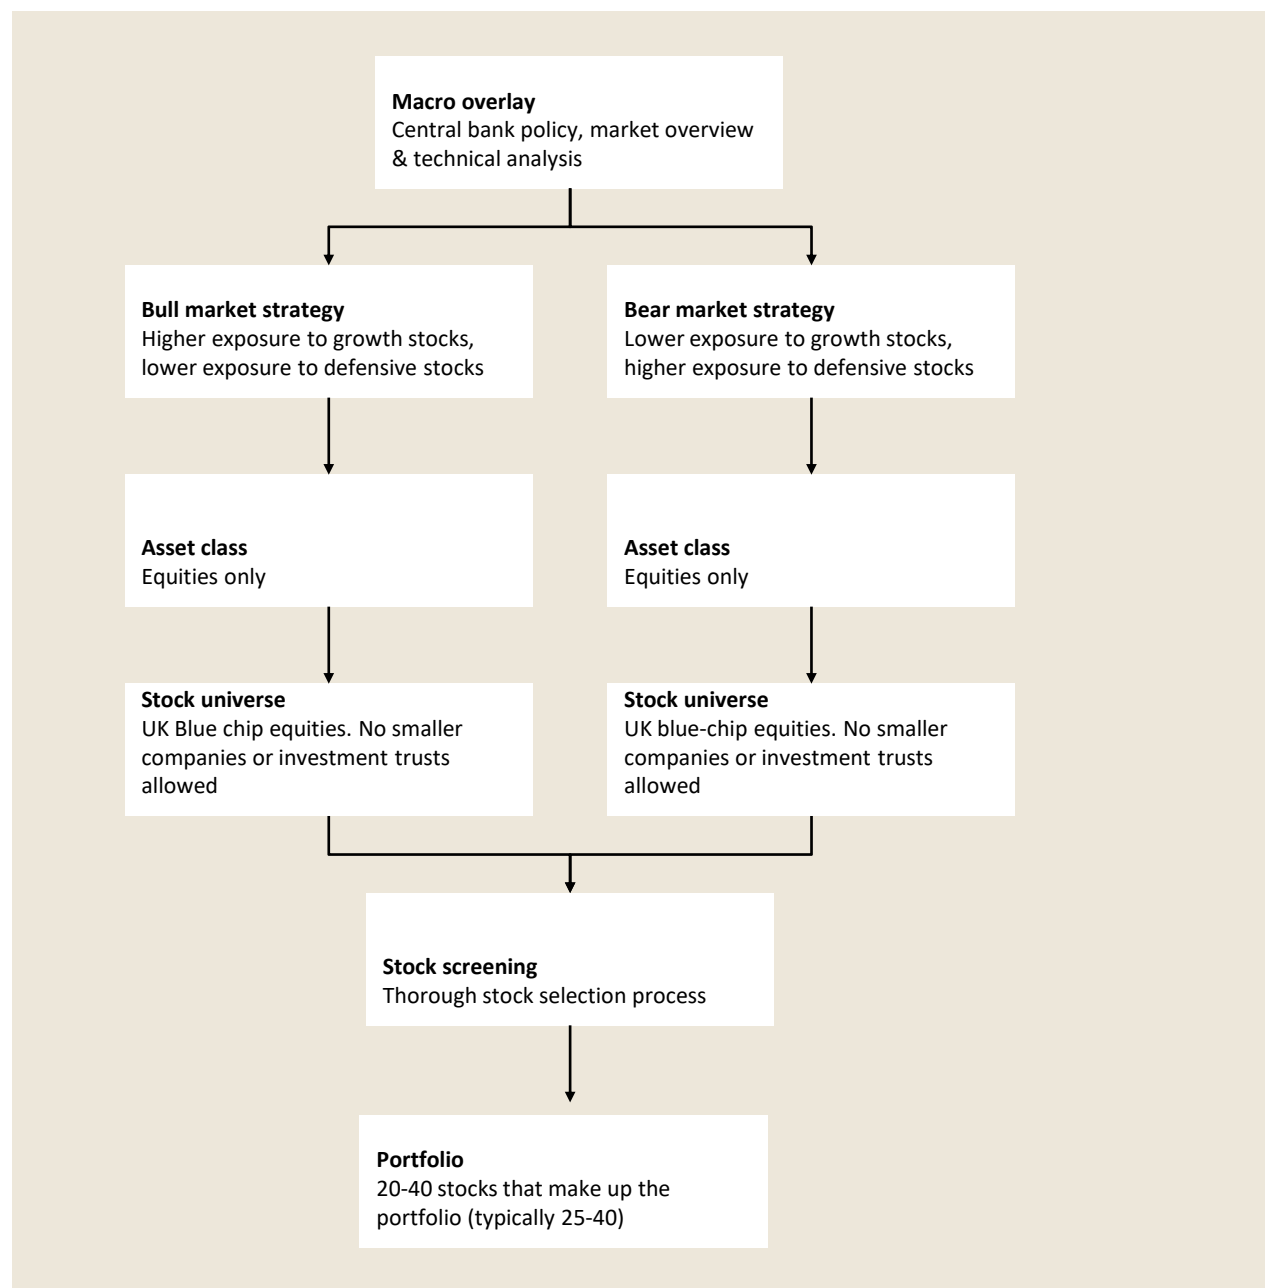 Macro overlay
Central bank policy, market overview
& technical analysis
Bull market strategy
Higher exposure to growth stocks,
lower exposure to defensive stocks
Bear market strategy
Lower exposure to growth stocks,
higher exposure to defensive stocks
Asset class
Equities only
Asset class
Equities only
Stock universe
UK Blue chip equities. No smaller
companies or investment trusts
allowed
Stock universe
UK blue-chip equities. No smaller
companies or investment trusts
allowed
Stock screening
Thorough stock selection process
Portfolio
20-40 stocks that make up the
portfolio (typically 25-40)